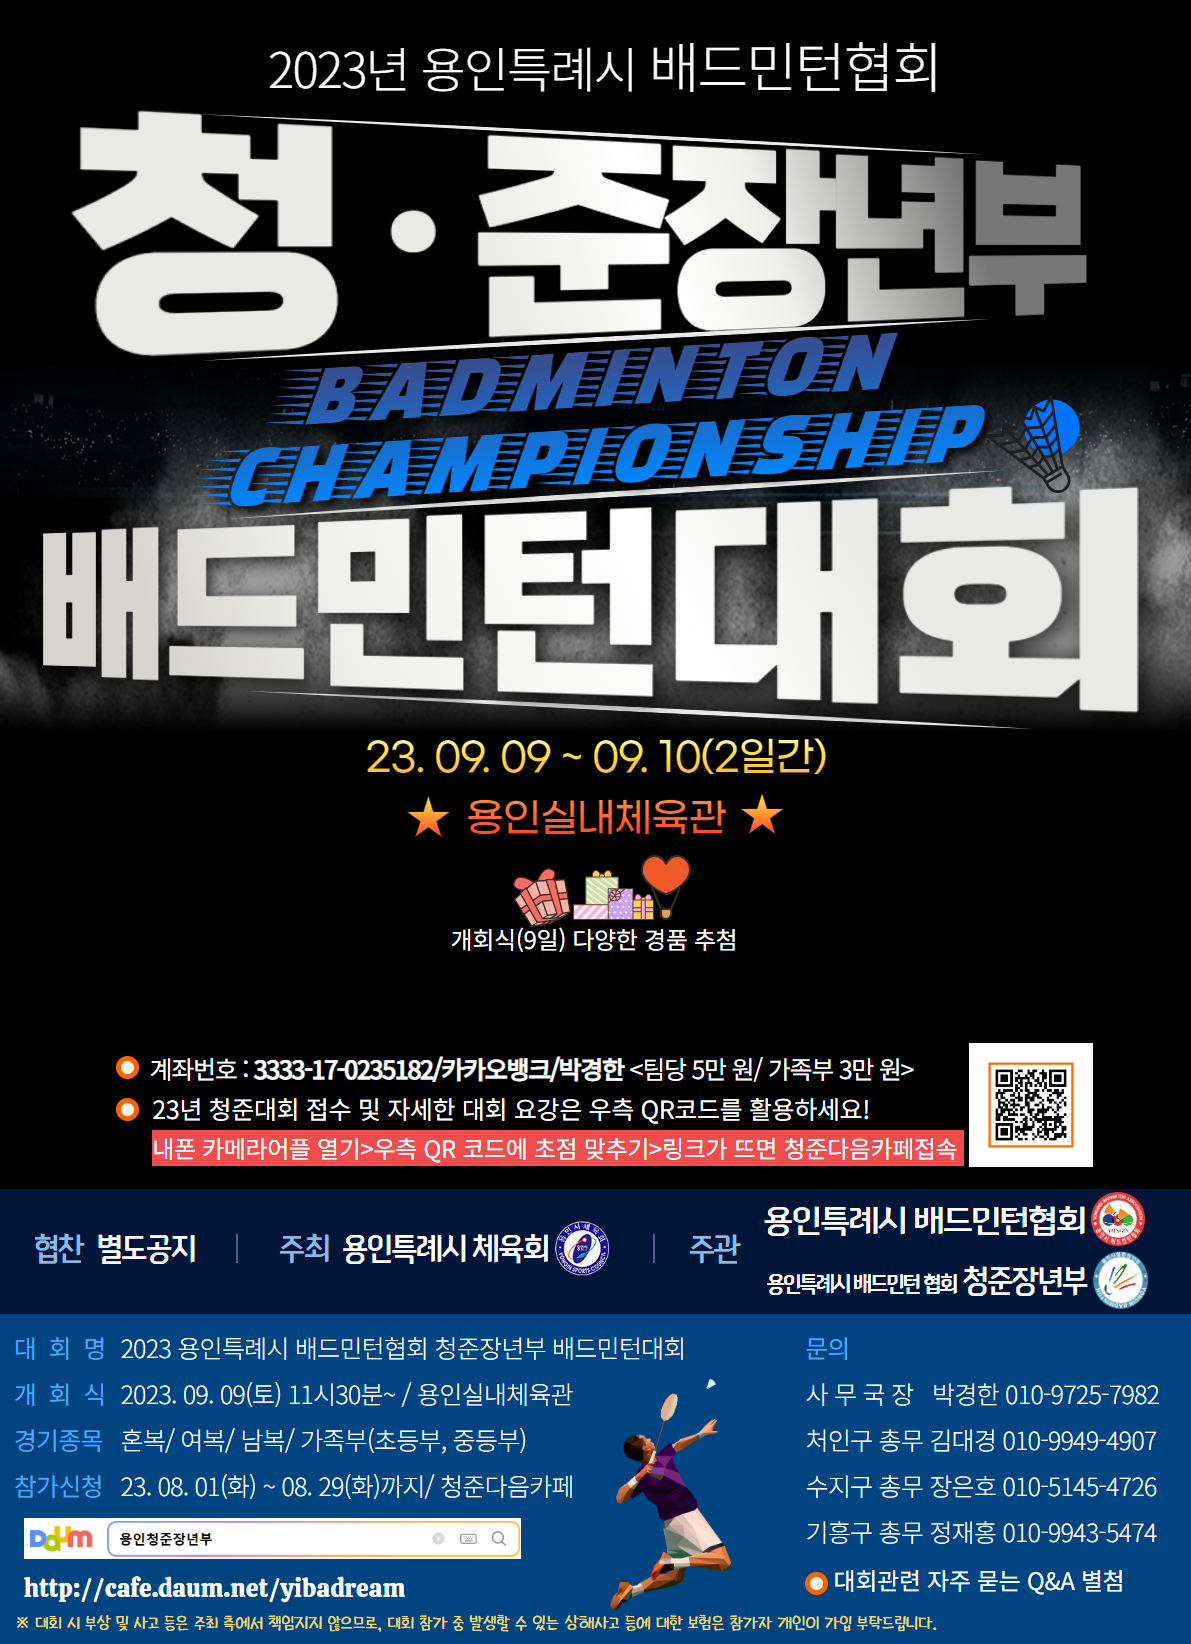 2023년 용인특례시 배드민턴협회
청·준장년부
BADMINTON
CHAMPIONSHIP
배드민턴대회
23. 09. 09 ~ 09. 10(2일간)
★ 용인실내체육관 ★
개회식(9일) 다양한 경품 추첨
계좌번호 : 3333-17-0235182/카카오뱅크/박경한 <팀당 5만 원/ 가족부 3만 원>
23년 청준대회 접수 및 자세한 대회 요강은 우측 QR코드를 활용하세요!
내폰 카메라어플 열기>우측 QR 코드에 초점 맞추기>링크가 뜨면 청준다음카페접속
협찬 별도공지
주최 용인특례시 체육회
주관 용인특례시 배드민턴협회
용인특례시 배드민턴 협회 청준장년부
대 회 명 2023 용인특례시 배드민턴협회 청준장년부 배드민턴대회
개 회 식 2023. 09. 09(토) 11시30분~ / 용인실내체육관
경기종목 혼복/ 여복/ 남복/ 가족부(초등부, 중등부)
참가신청 23. 08. 01(화) ~ 08. 29(화)까지/ 청준다음카페
Daum 용인청준장년부
http://cafe.daum.net/yibadream
문의
사 무 국 장 박경한 010-9725-7982
처인구 총무 김대경 010-9949-4907
수지구 총무 장은호 010-5145-4726
기흥구 총무 정재홍 010-9943-5474
대회관련 자주 묻는 Q&A 별첨
※ 대회 시 부상 및 사고 등은 주최 측에서 책임지지 않으므로, 대회 참가 중 발생할 수 있는 상해사고 등에 대한 보험은 참가자 개인이 가입 부탁드립니다.